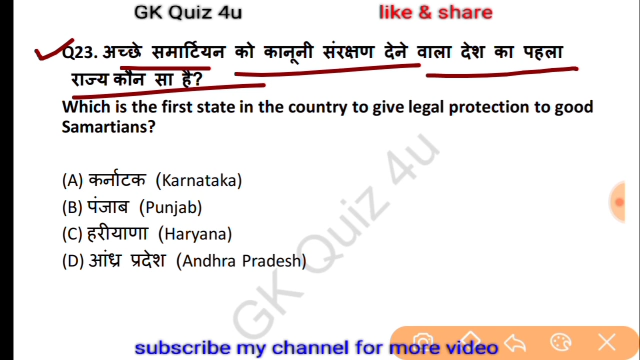 GK Quiz 4u like & share
Q23. अच्छे समार्टियन को कानूनी संरक्षण देने वाला देश का पहला
राज्य कौन सा है?
Which is the first state in the country to give legal protection to good
Samartians?
(A) कर्नाटक (Karnataka)
(B) पंजाब (Punjab)
(C) हरीयाणा (Haryana)
(D) आंध्र प्रदेश (Andhra Pradesh)
GK Quiz 4u
subscribe my channel for more video